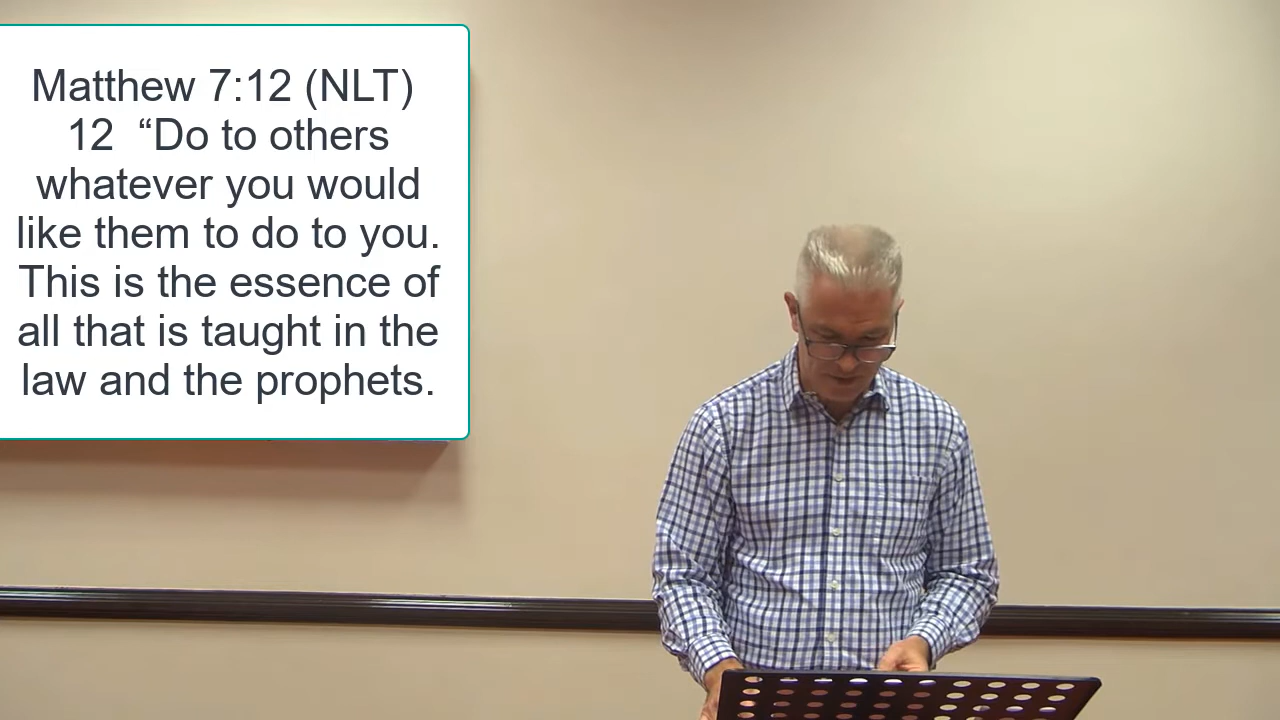 Matthew 7:12 (NLT)
12 “Do to others
whatever you would
like them to do to you.
This is the essence of
all that is taught in the
law and the prophets.